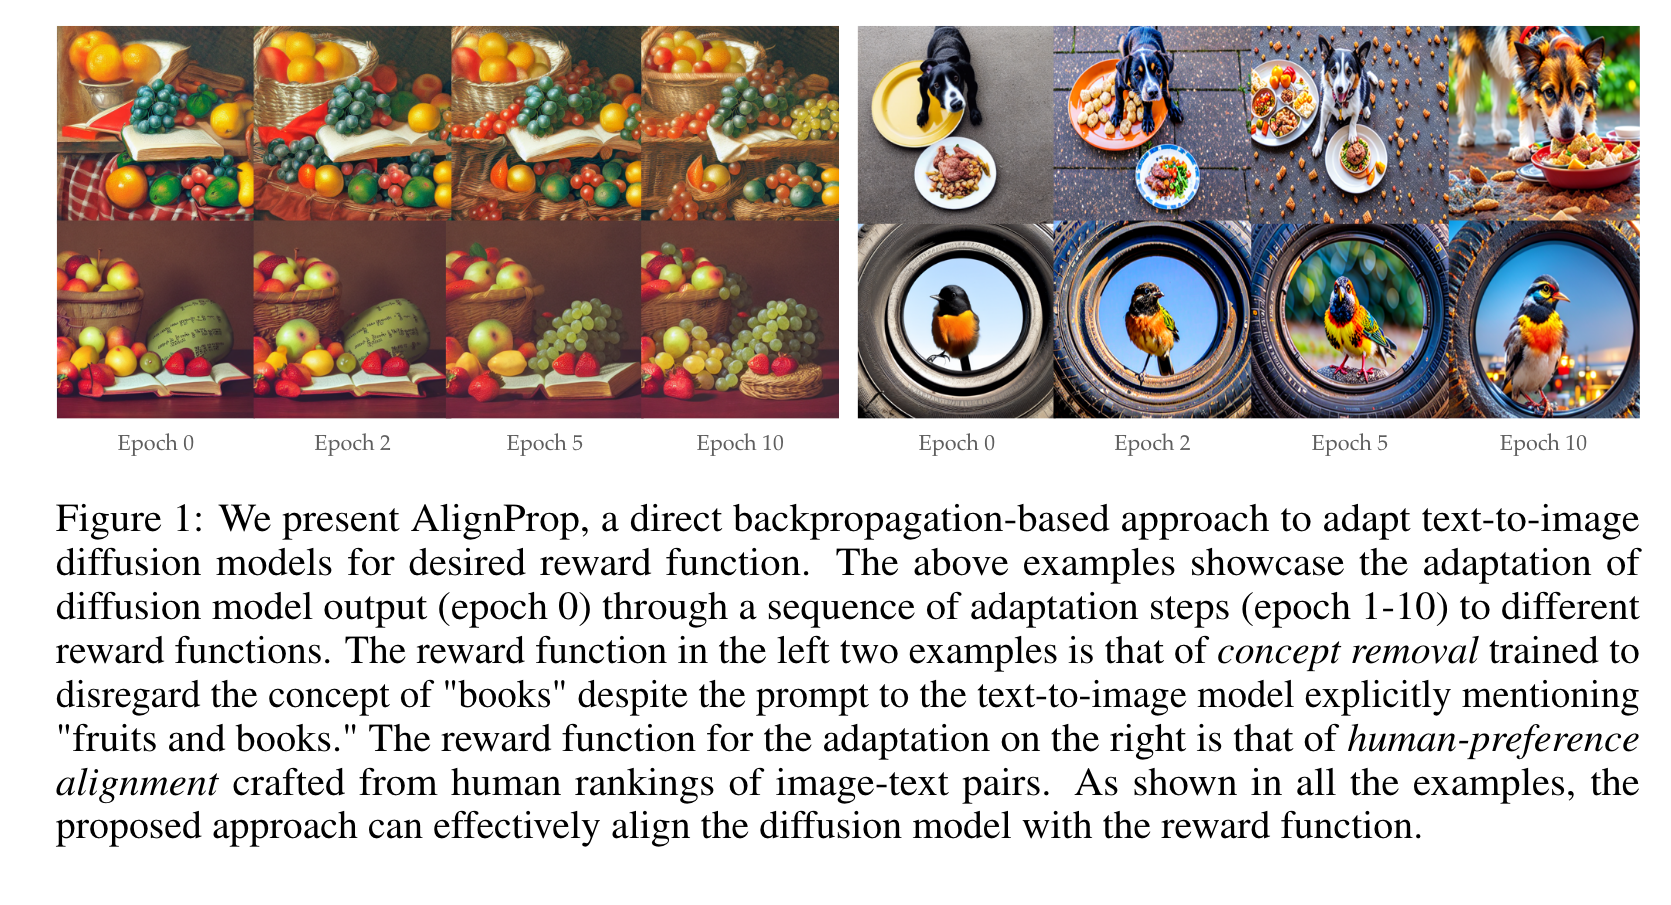 Epoch 0 Epoch 2 Epoch 5 Epoch 10 Epoch 0 Epoch 2 Epoch 5 Epoch 10
Figure 1: We present AlignProp, a direct backpropagation-based approach to adapt text-to-image
diffusion models for desired reward function. The above examples showcase the adaptation of
diffusion model output (epoch 0) through a sequence of adaptation steps (epoch 1-10) to different
reward functions. The reward function in the left two examples is that of concept removal trained to
disregard the concept of "books" despite the prompt to the text-to-image model explicitly mentioning
"fruits and books." The reward function for the adaptation on the right is that of human-preference
alignment crafted from human rankings of image-text pairs. As shown in all the examples, the
proposed approach can effectively align the diffusion model with the reward function.